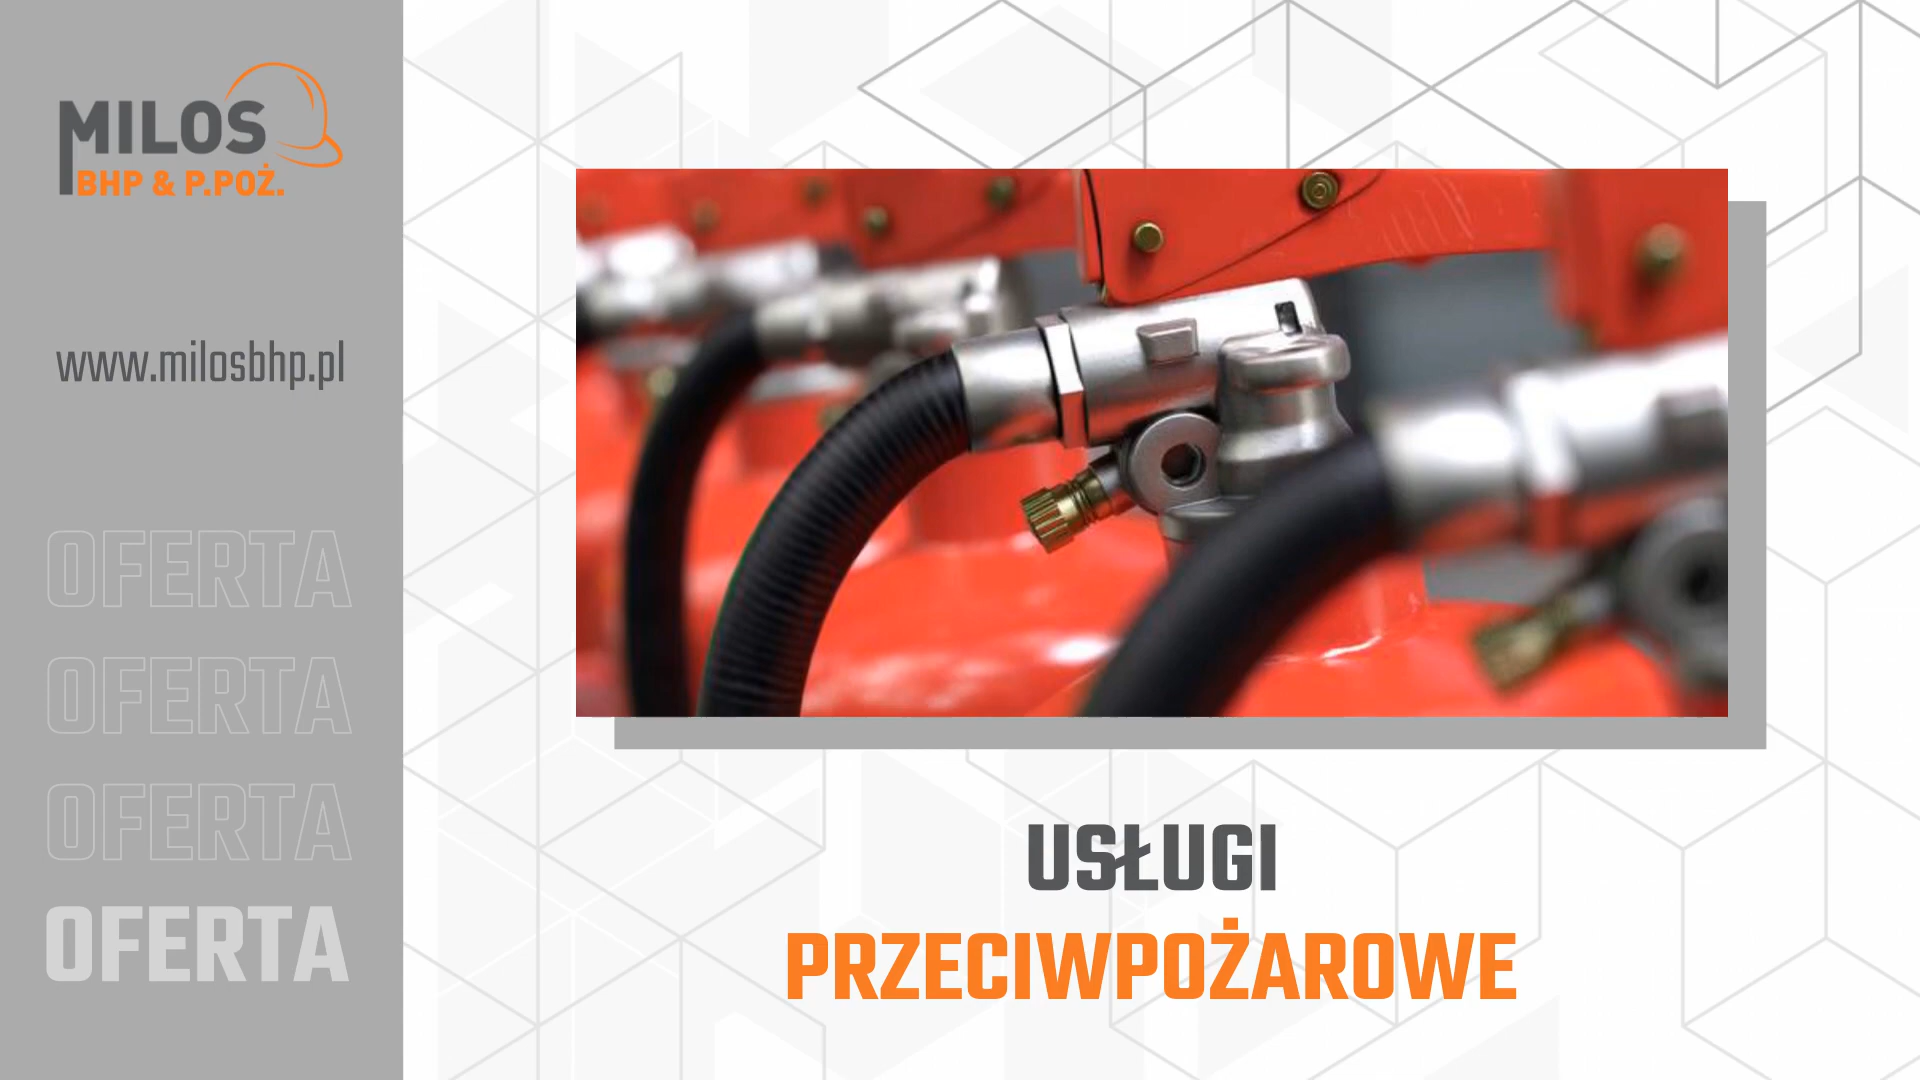 MILOS
BHP & P.POŻ.
www.milosbhp.pl
OFERTA
OFERTA
OFERTA
OFERTA
USŁUGI
PRZECIWPOŻAROWE